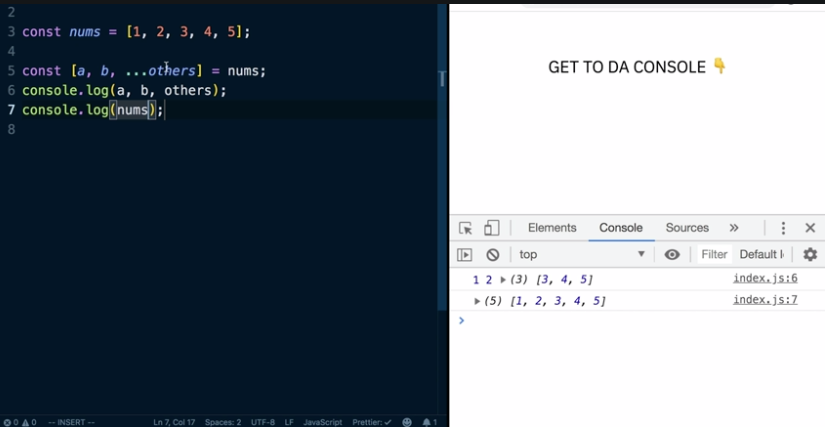 2
3 const nums = [1, 2, 3, 4, 5];
4
5 const [a, b, ...others] = nums;
6 console.log(a, b, others);
7 console.log(nums);
8
GET TO DA CONSOLE 👇
Elements Console Sources »
top Filter
1 2 ▶(3) [3, 4, 5] index.js:6
▶(5) [1, 2, 3, 4, 5] index.js:7
>
0 0 -- INSERT -- Ln 7, Col 17 Spaces: 2 UTF-8 LF JavaScript Prettier: ✓ 1